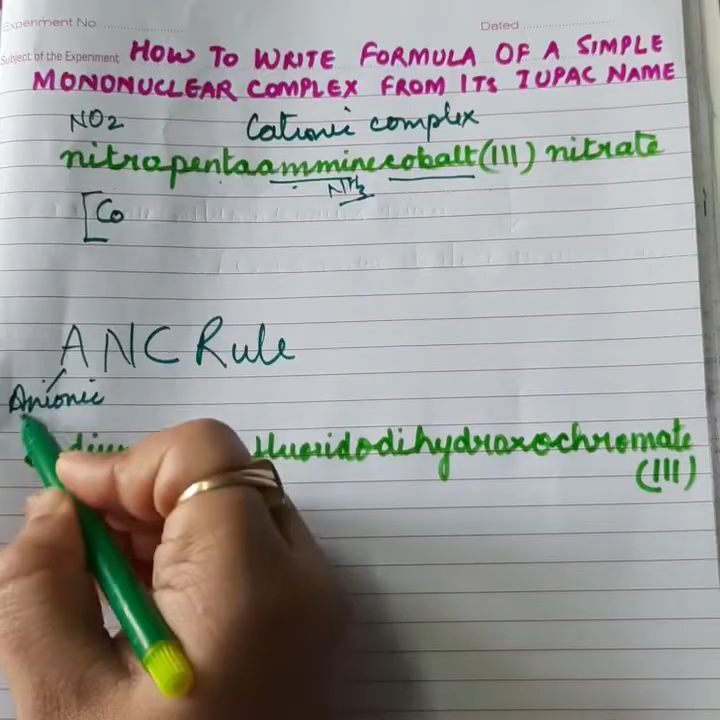 Experiment No.
Dated
Subject of the Experiment HOW TO WRITE FORMULA OF A SIMPLE
MONONUCLEAR COMPLEX FROM ITS IUPAC NAME
NO2 Cationic complex
nitrapentaamminecobalt(III) nitrate
NH3
[Co
ANC Rule
Anionic
fluoridodihydroxochromate
(III)